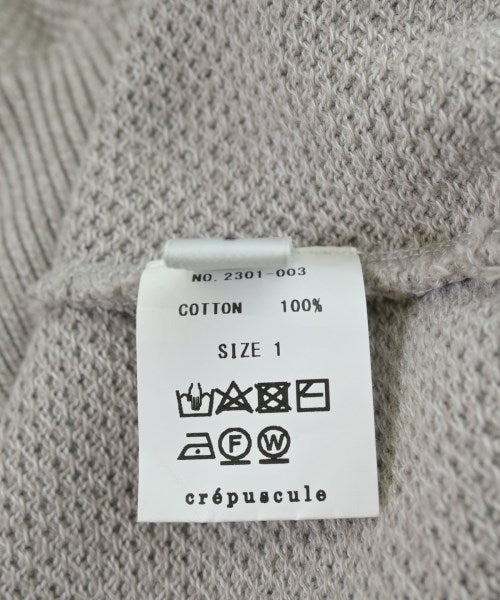 NO. 2301-003
COTTON 100%
SIZE 1
F W
crépuscule